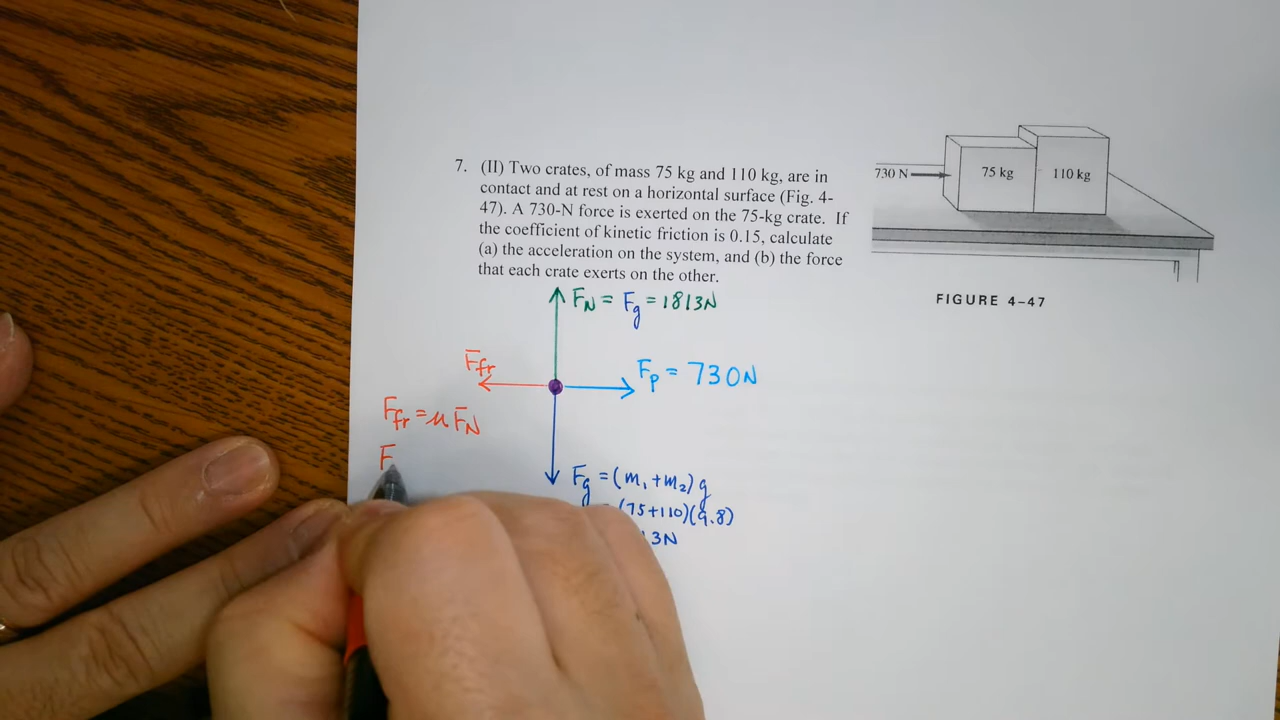 7. (II) Two crates, of mass 75 kg and 110 kg, are in
contact and at rest on a horizontal surface (Fig. 4-
47). A 730-N force is exerted on the 75-kg crate. If
the coefficient of kinetic friction is 0.15, calculate
(a) the acceleration on the system, and (b) the force
that each crate exerts on the other.
730 N
75 kg
110 kg
FIGURE 4–47
FN = Fg = 1813N
Ffr
Fp = 730N
Ffr = μFN
F
Fg = (m1+m2)g
(75+110)(9.8)
3N